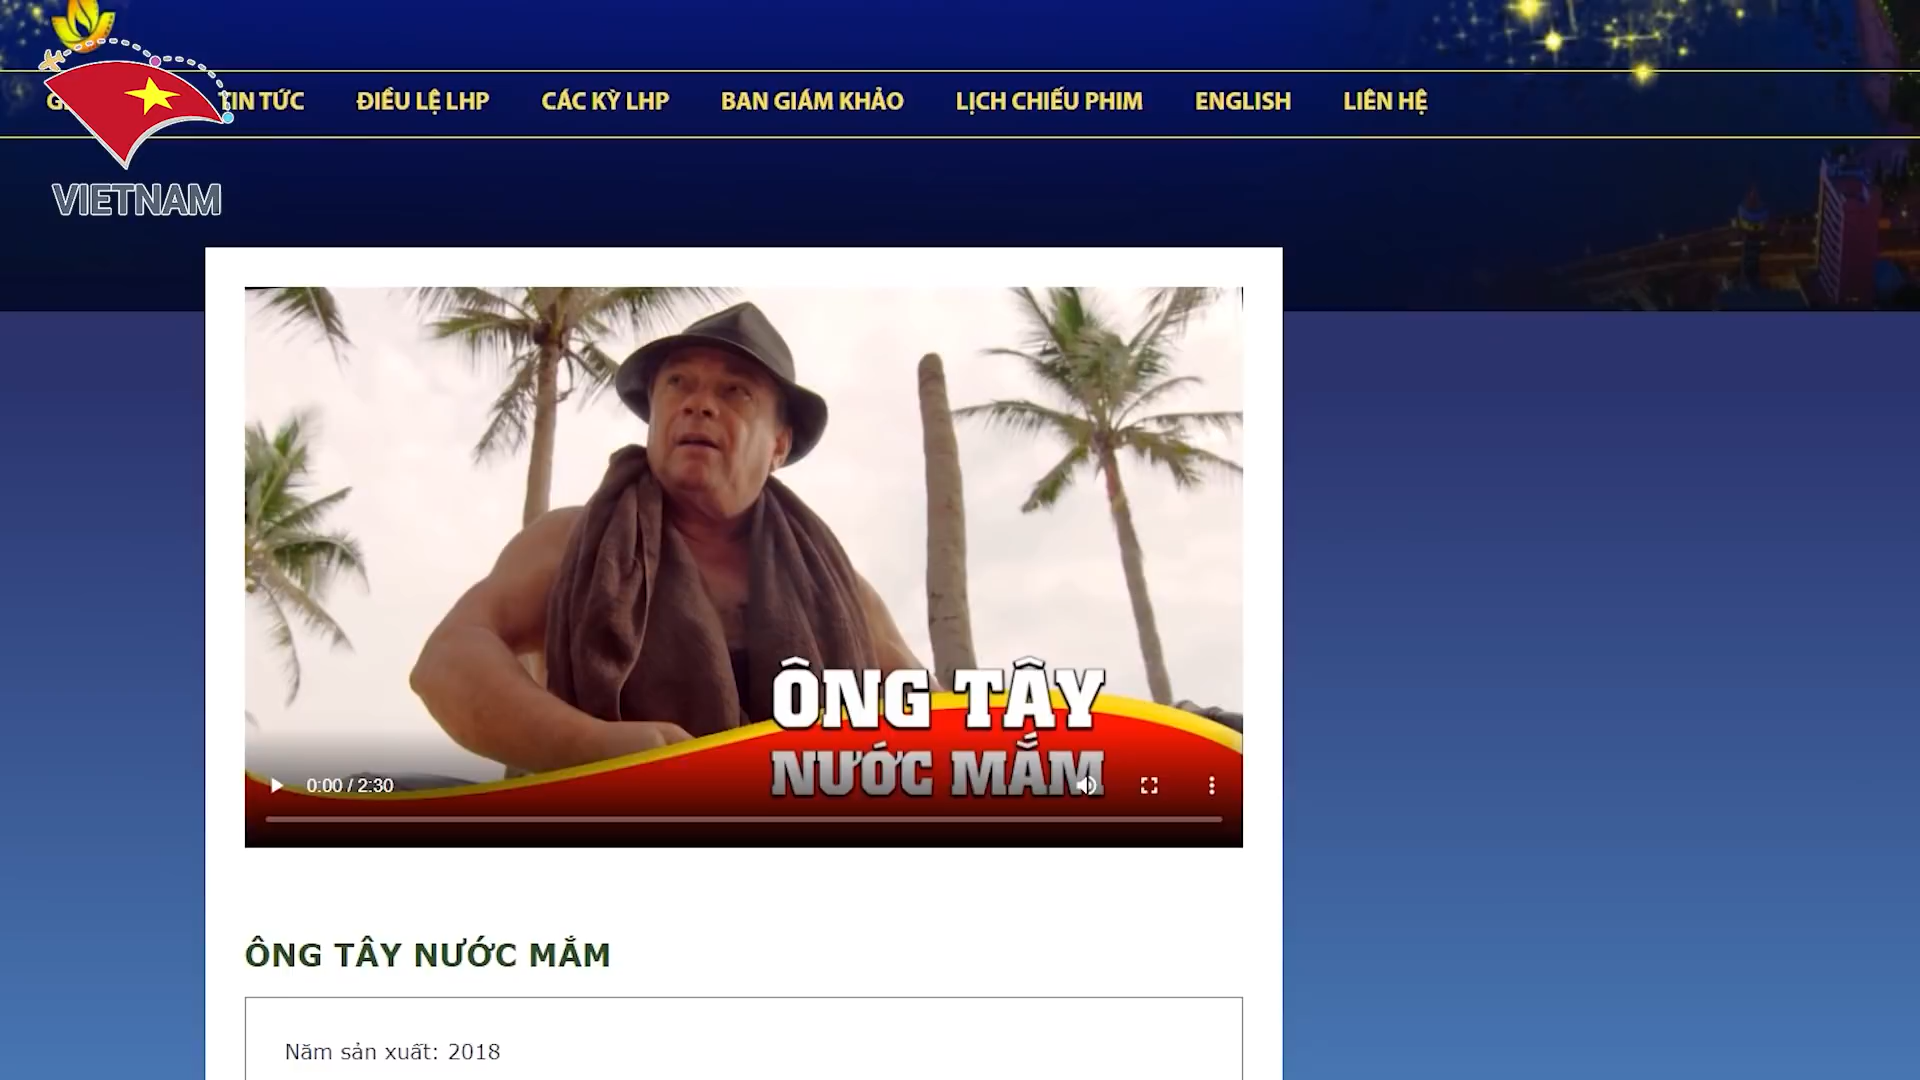 TIN TỨC
ĐIỀU LỆ LHP
CÁC KỲ LHP
BAN GIÁM KHẢO
LỊCH CHIẾU PHIM
ENGLISH
LIÊN HỆ
VIETNAM
ÔNG TÂY
NƯỚC MẮM
0:00 / 2:30
ÔNG TÂY NƯỚC MẮM
Năm sản xuất: 2018